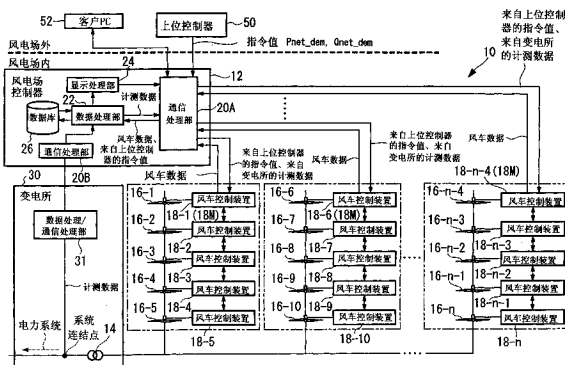 52
客户PC
上位控制器
50
指令值 Pnet_dem, Qnet_dem
来自上位控制
器的指令值、
来自变电所的
计测数据
风电场外
风电场内
24
12
10
风电场
控制器
显示处理部
22
计测数据
通信
处理部
20A
数据库
数据处理部
26
风车数据、
来自上位控制器
的指令值
通信处理部
20B
30
变电所
数据处理/
通信处理部
31
计测数据
电力系统
系统
连结点
14
风车数据
来自上位控制器
的指令值、来自
变电所的计测数据
风车数据
来自上位控制器
的指令值、来自
变电所的计测数据
风车数据
16-1
风车控制装置
18-1(18M)
16-2
风车控制装置
18-2
16-3
风车控制装置
18-3
16-4
风车控制装置
18-4
16-5
风车控制装置
18-5
16-6
风车控制装置
18-6(18M)
16-7
风车控制装置
18-7
16-8
风车控制装置
18-8
16-9
风车控制装置
18-9
16-10
风车控制装置
18-10
18-n-4(18M)
16-n-4
风车控制装置
16-n-3
风车控制装置
18-n-3
16-n-2
风车控制装置
18-n-2
16-n-1
风车控制装置
18-n-1
16-n
风车控制装置
18-n